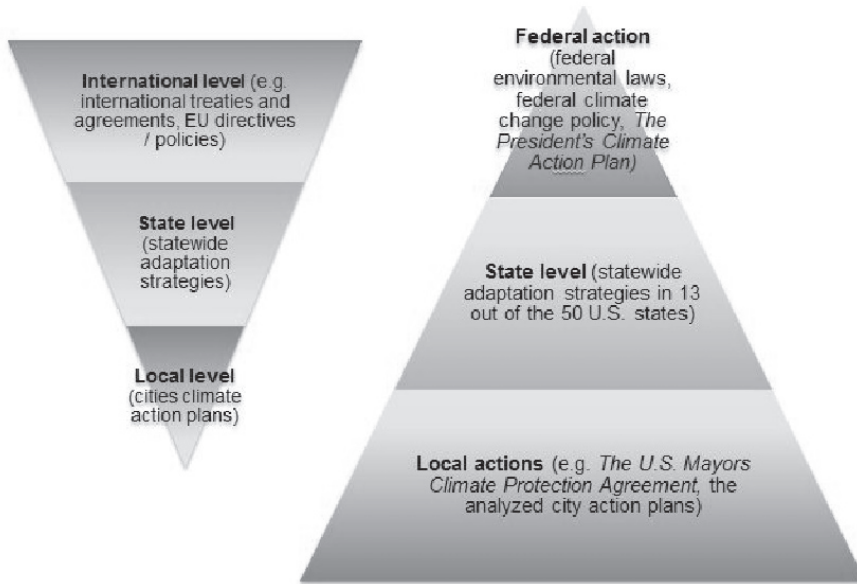 International level (e.g.
international treaties and
agreements, EU directives
/ policies)
State level
(statewide
adaptation
strategies)
Local level
(cities climate
action plans)
Federal action
(federal
environmental laws,
federal climate
change policy, The
President's Climate
Action Plan)
State level (statewide
adaptation strategies in 13
out of the 50 U.S. states)
Local actions (e.g. The U.S. Mayors
Climate Protection Agreement, the
analyzed city action plans)